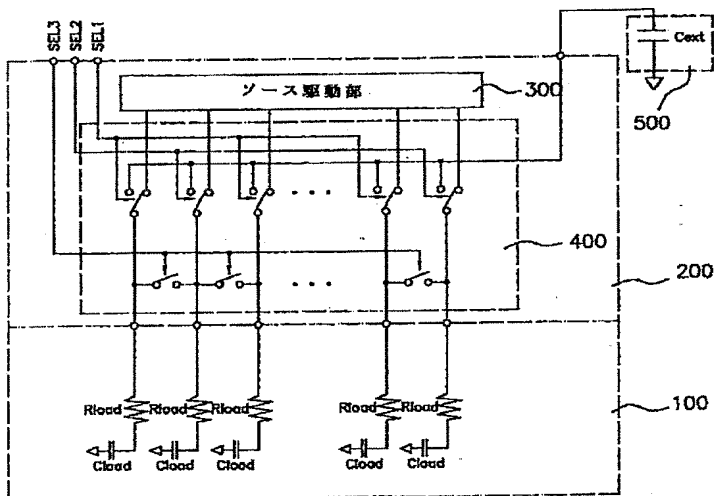 SEL3
SEL2
SEL1
Cext
500
ソース駆動部
300
. . .
400
200
. . .
Rload Rload Rload Rload Rload
100
Cload Cload Cload Cload Cload